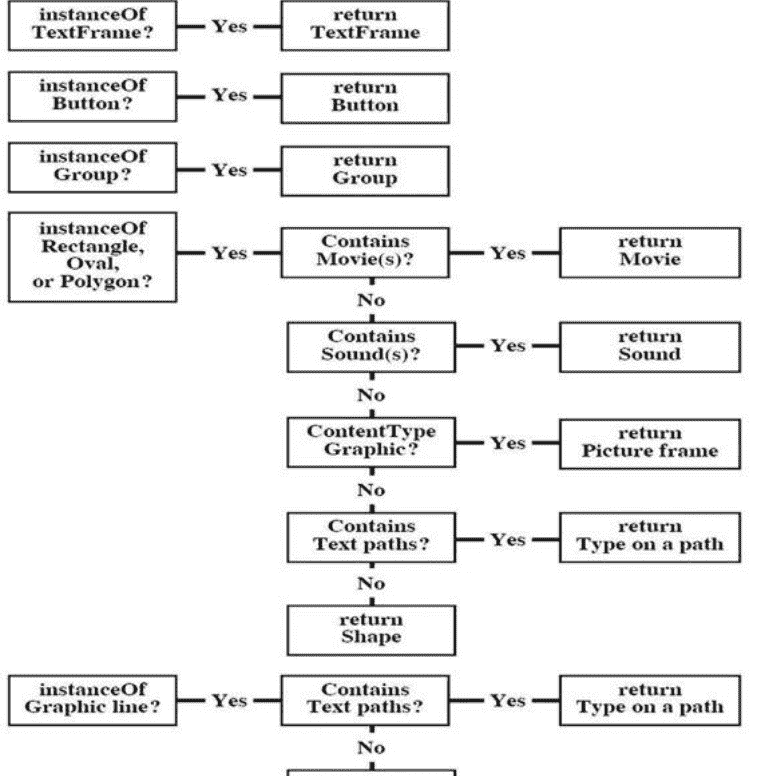 instanceOf
TextFrame?
Yes
return
TextFrame
instanceOf
Button?
Yes
return
Button
instanceOf
Group?
Yes
return
Group
instanceOf
Rectangle,
Oval,
or Polygon?
Yes
Contains
Movie(s)?
Yes
return
Movie
No
Contains
Sound(s)?
Yes
return
Sound
No
ContentType
Graphic?
Yes
return
Picture frame
No
Contains
Text paths?
Yes
return
Type on a path
No
return
Shape
instanceOf
Graphic line?
Yes
Contains
Text paths?
Yes
return
Type on a path
No